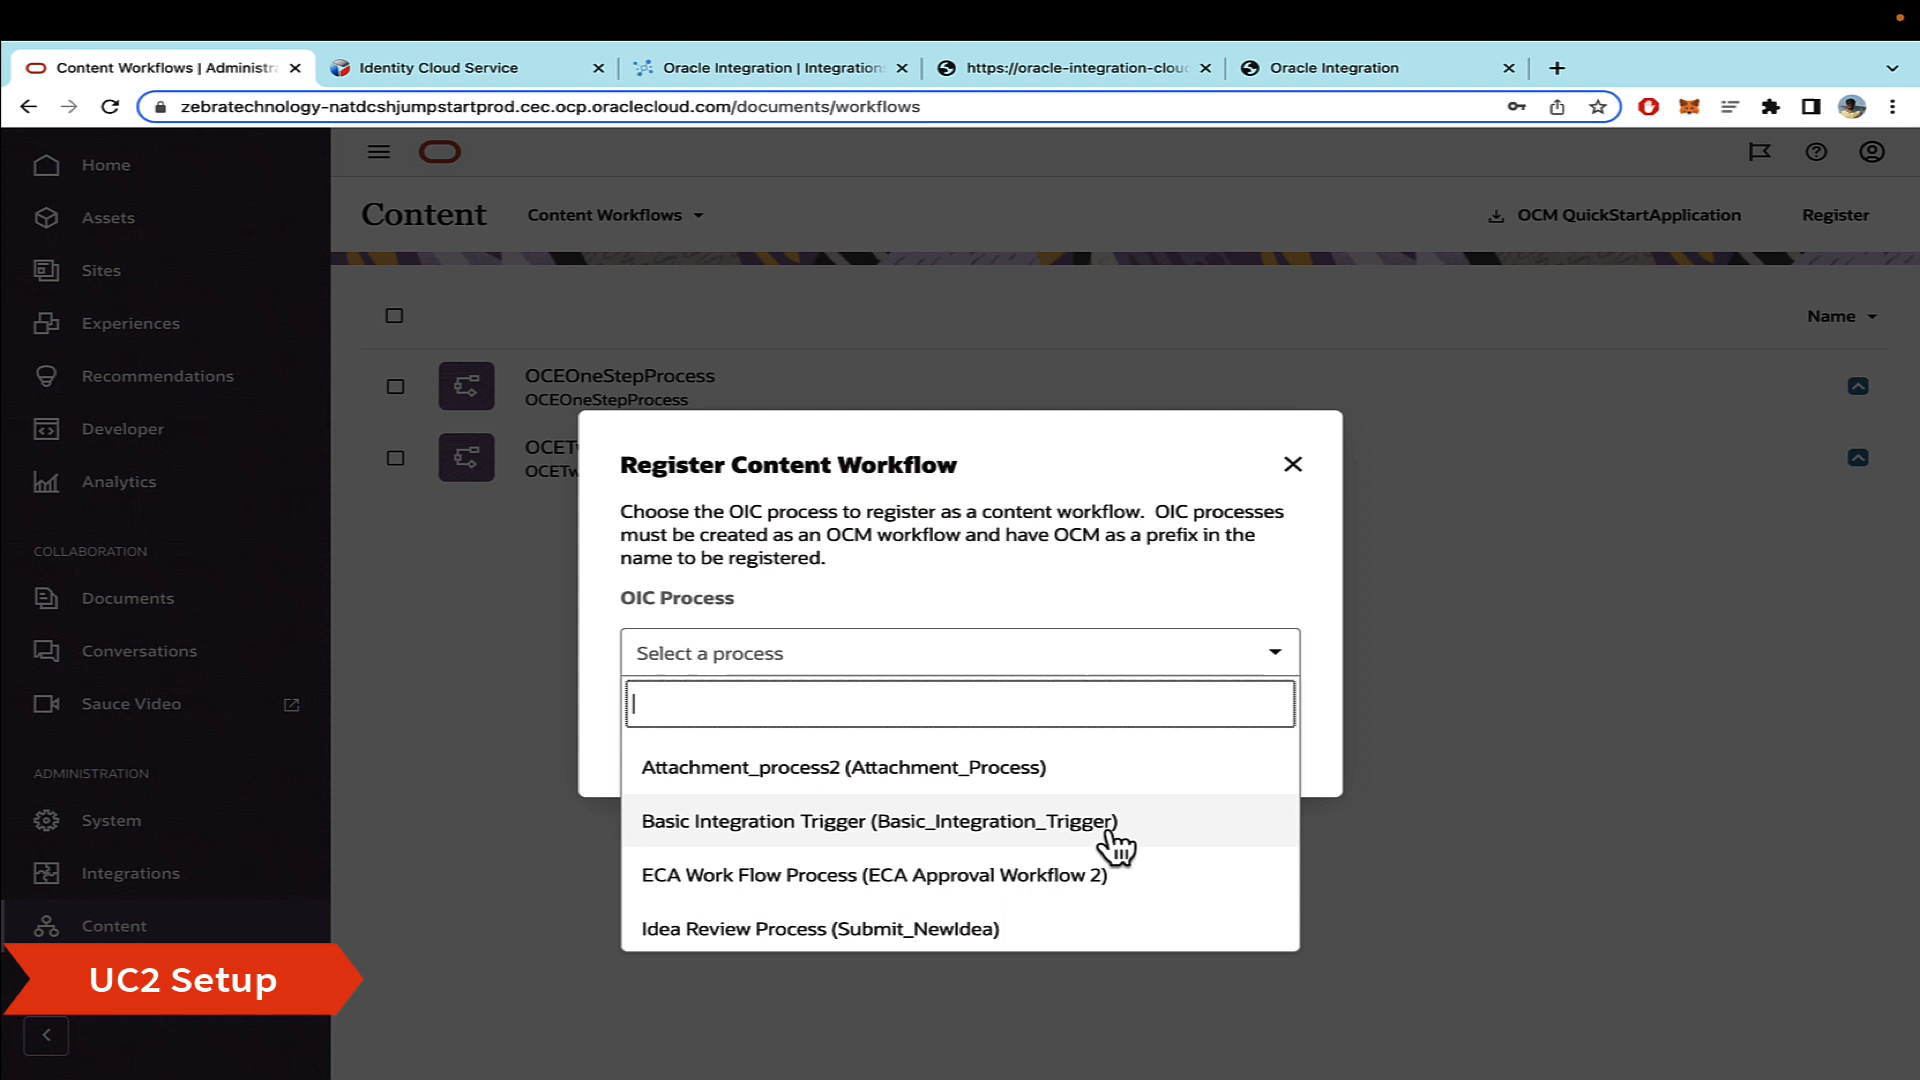 Content Workflows | Administra
Identity Cloud Service
Oracle Integration | Integrations
https://oracle-integration-clou
Oracle Integration
zebratechnology-natdcshjumpstartprod.cec.ocp.oraclecloud.com/documents/workflows
Home
Assets
Sites
Experiences
Recommendations
Developer
Analytics
COLLABORATION
Documents
Conversations
Sauce Video
ADMINISTRATION
System
Integrations
Content
UC2 Setup
Content
Content Workflows
OCM QuickStartApplication
Register
Name
OCEOneStepProcess
OCEOneStepProcess
OCETw
OCETw
Register Content Workflow
Choose the OIC process to register as a content workflow. OIC processes
must be created as an OCM workflow and have OCM as a prefix in the
name to be registered.
OIC Process
Select a process
Attachment_process2 (Attachment_Process)
Basic Integration Trigger (Basic_Integration_Trigger)
ECA Work Flow Process (ECA Approval Workflow 2)
Idea Review Process (Submit_NewIdea)